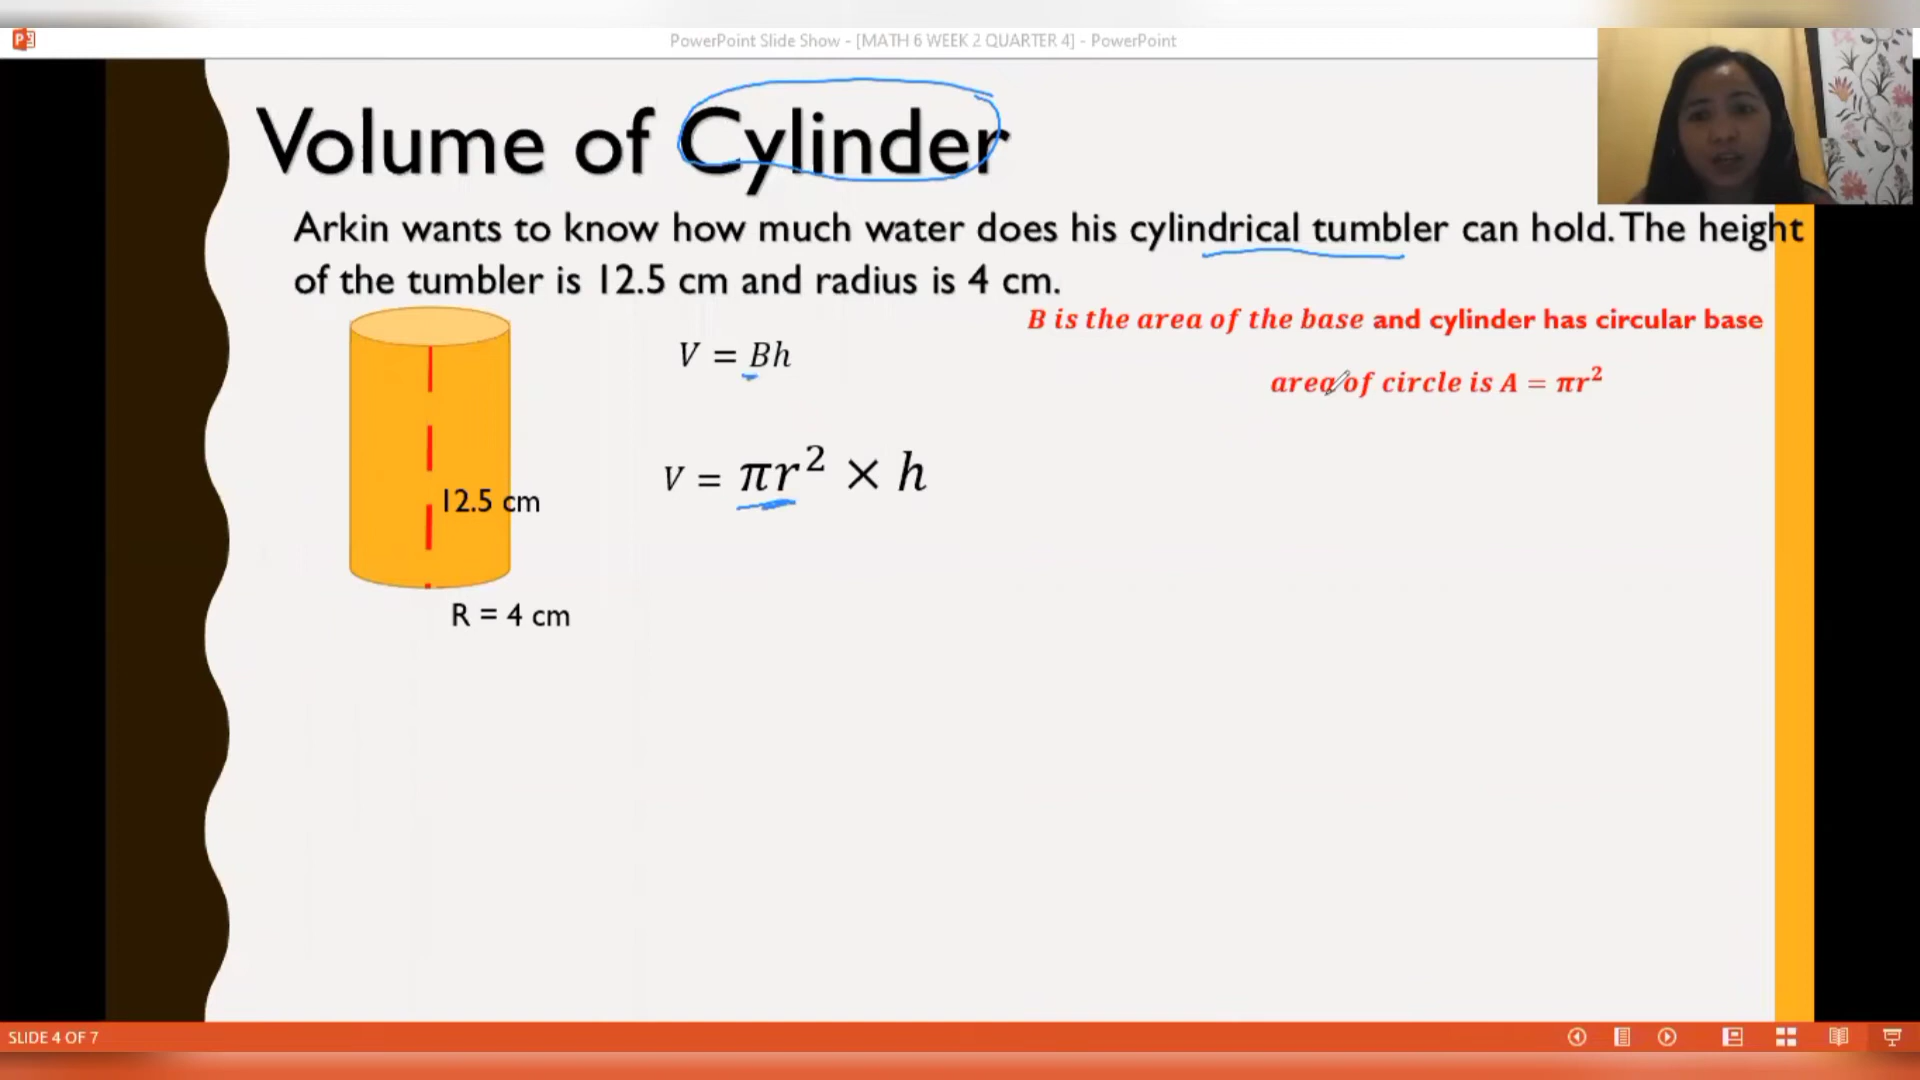 PowerPoint Slide Show - [MATH 6 WEEK 2 QUARTER 4] - PowerPoint
Volume of Cylinder
Arkin wants to know how much water does his cylindrical tumbler can hold. The height
of the tumbler is 12.5 cm and radius is 4 cm.
B is the area of the base and cylinder has circular base
V = Bh
area of circle is A = πr²
V = πr² × h
12.5 cm
R = 4 cm
SLIDE 4 OF 7